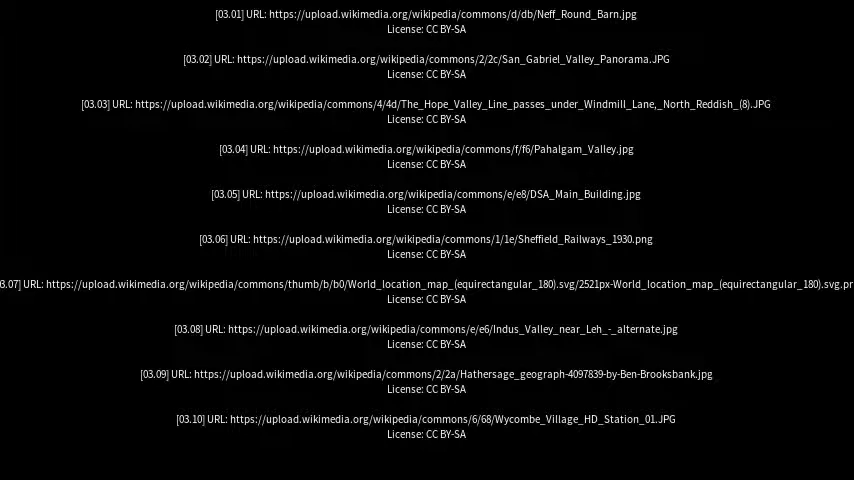 [03.01] URL: https://upload.wikimedia.org/wikipedia/commons/d/db/Neff_Round_Barn.jpg
License: CC BY-SA
[03.02] URL: https://upload.wikimedia.org/wikipedia/commons/2/2c/San_Gabriel_Valley_Panorama.JPG
License: CC BY-SA
[03.03] URL: https://upload.wikimedia.org/wikipedia/commons/4/4d/The_Hope_Valley_Line_passes_under_Windmill_Lane,_North_Reddish_(8).JPG
License: CC BY-SA
[03.04] URL: https://upload.wikimedia.org/wikipedia/commons/f/f6/Pahalgam_Valley.jpg
License: CC BY-SA
[03.05] URL: https://upload.wikimedia.org/wikipedia/commons/e/e8/DSA_Main_Building.jpg
License: CC BY-SA
[03.06] URL: https://upload.wikimedia.org/wikipedia/commons/1/1e/Sheffield_Railways_1930.png
License: CC BY-SA
3.07] URL: https://upload.wikimedia.org/wikipedia/commons/thumb/b/b0/World_location_map_(equirectangular_180).svg/2521px-World_location_map_(equirectangular_180).svg.pr
License: CC BY-SA
[03.08] URL: https://upload.wikimedia.org/wikipedia/commons/e/e6/Indus_Valley_near_Leh_-_alternate.jpg
License: CC BY-SA
[03.09] URL: https://upload.wikimedia.org/wikipedia/commons/2/2a/Hathersage_geograph-4097839-by-Ben-Brooksbank.jpg
License: CC BY-SA
[03.10] URL: https://upload.wikimedia.org/wikipedia/commons/6/68/Wycombe_Village_HD_Station_01.JPG
License: CC BY-SA